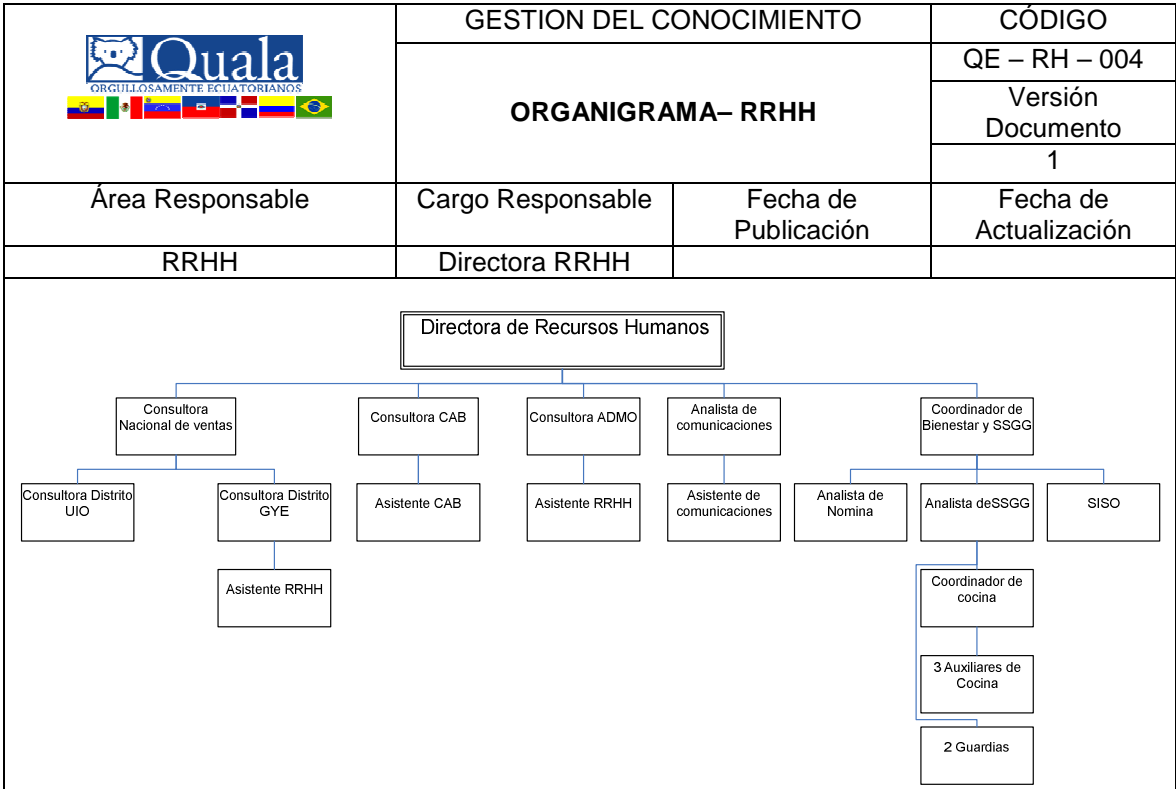 Quala
ORGULLOSAMENTE ECUATORIANOS
GESTION DEL CONOCIMIENTO
CÓDIGO
QE – RH – 004
ORGANIGRAMA– RRHH
Versión
Documento
1
Área Responsable
Cargo Responsable
Fecha de
Publicación
Fecha de
Actualización
RRHH
Directora RRHH
Directora de Recursos Humanos
Consultora
Nacional de ventas
Consultora CAB
Consultora ADMO
Analista de
comunicaciones
Coordinador de
Bienestar y SSGG
Consultora Distrito
UIO
Consultora Distrito
GYE
Asistente CAB
Asistente RRHH
Asistente de
comunicaciones
Analista de
Nomina
Analista deSSGG
SISO
Asistente RRHH
Coordinador de
cocina
3 Auxiliares de
Cocina
2 Guardias